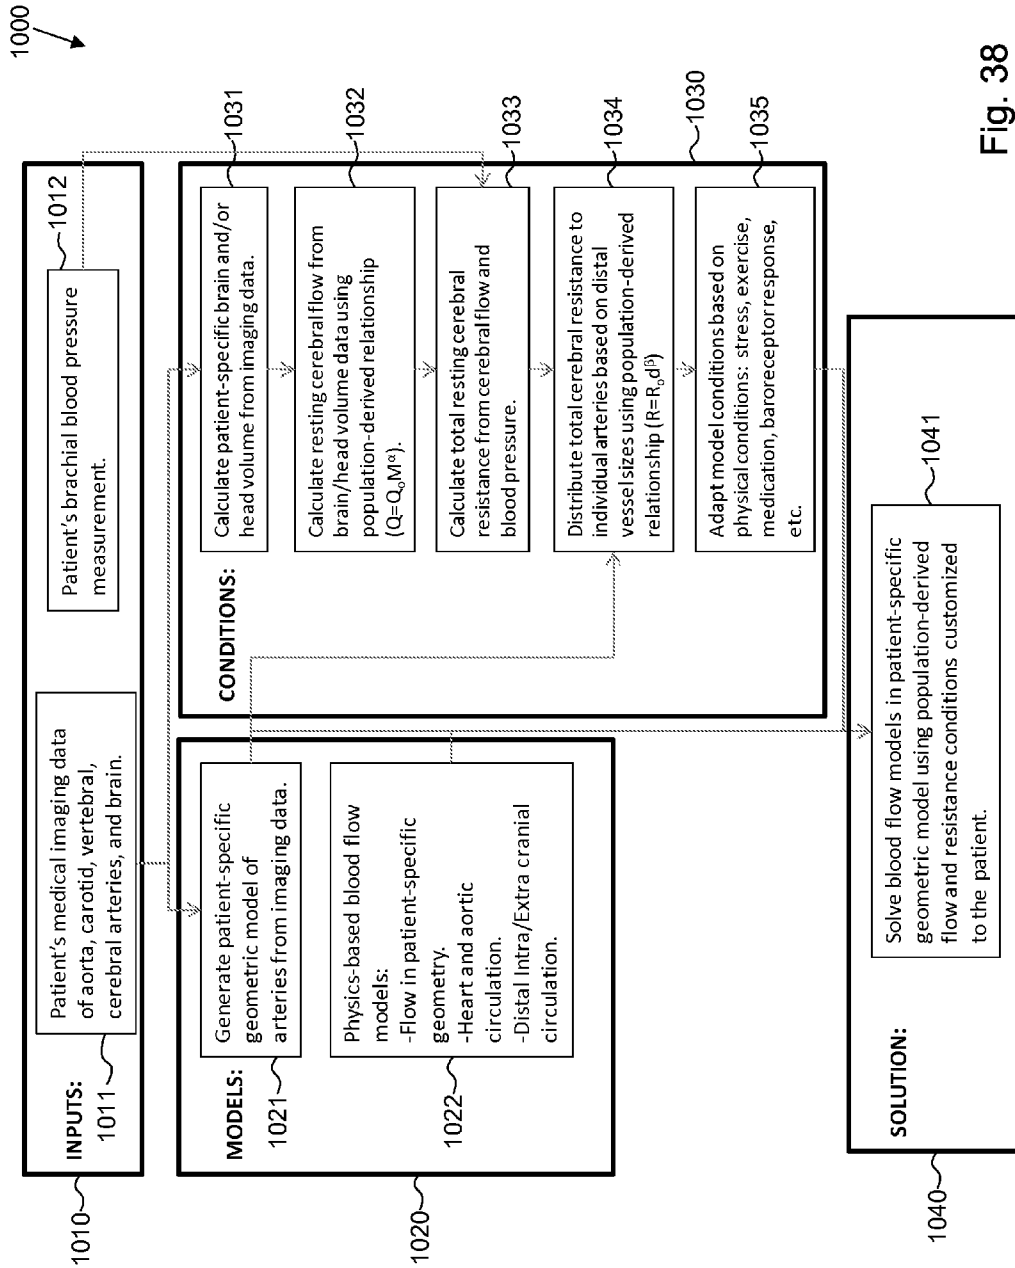 1000
INPUTS:
1010
Patient's medical imaging data
of aorta, carotid, vertebral,
cerebral arteries, and brain.
1011
Patient's brachial blood pressure
measurement.
1012
MODELS:
1020
Generate patient-specific
geometric model of
arteries from imaging data.
1021
Physics-based blood flow
models:
-Flow in patient-specific
geometry.
-Heart and aortic
circulation.
-Distal Intra/Extra cranial
circulation.
1022
CONDITIONS:
Calculate patient-specific brain and/or
head volume from imaging data.
1031
Calculate resting cerebral flow from
brain/head volume data using
population-derived relationship
(Q=QₒMᵅ).
1032
Calculate total resting cerebral
resistance from cerebral flow and
blood pressure.
1033
Distribute total cerebral resistance to
individual arteries based on distal
vessel sizes using population-derived
relationship (R=Rₒdᵝ)
1034
Adapt model conditions based on
physical conditions: stress, exercise,
medication, baroreceptor response,
etc.
1035
1030
SOLUTION:
1040
Solve blood flow models in patient-specific
geometric model using population-derived
flow and resistance conditions customized
to the patient.
1041
Fig. 38